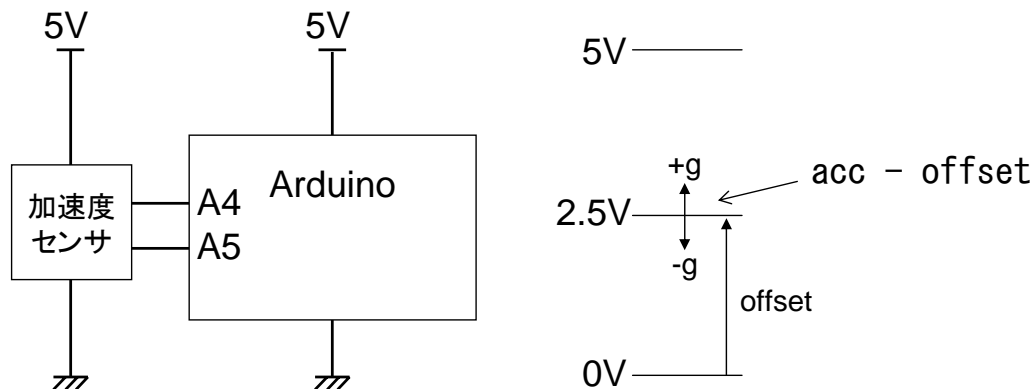 5V
5V
加速度
センサ
A4
A5
Arduino
5V
+g
acc - offset
2.5V
-g
offset
0V